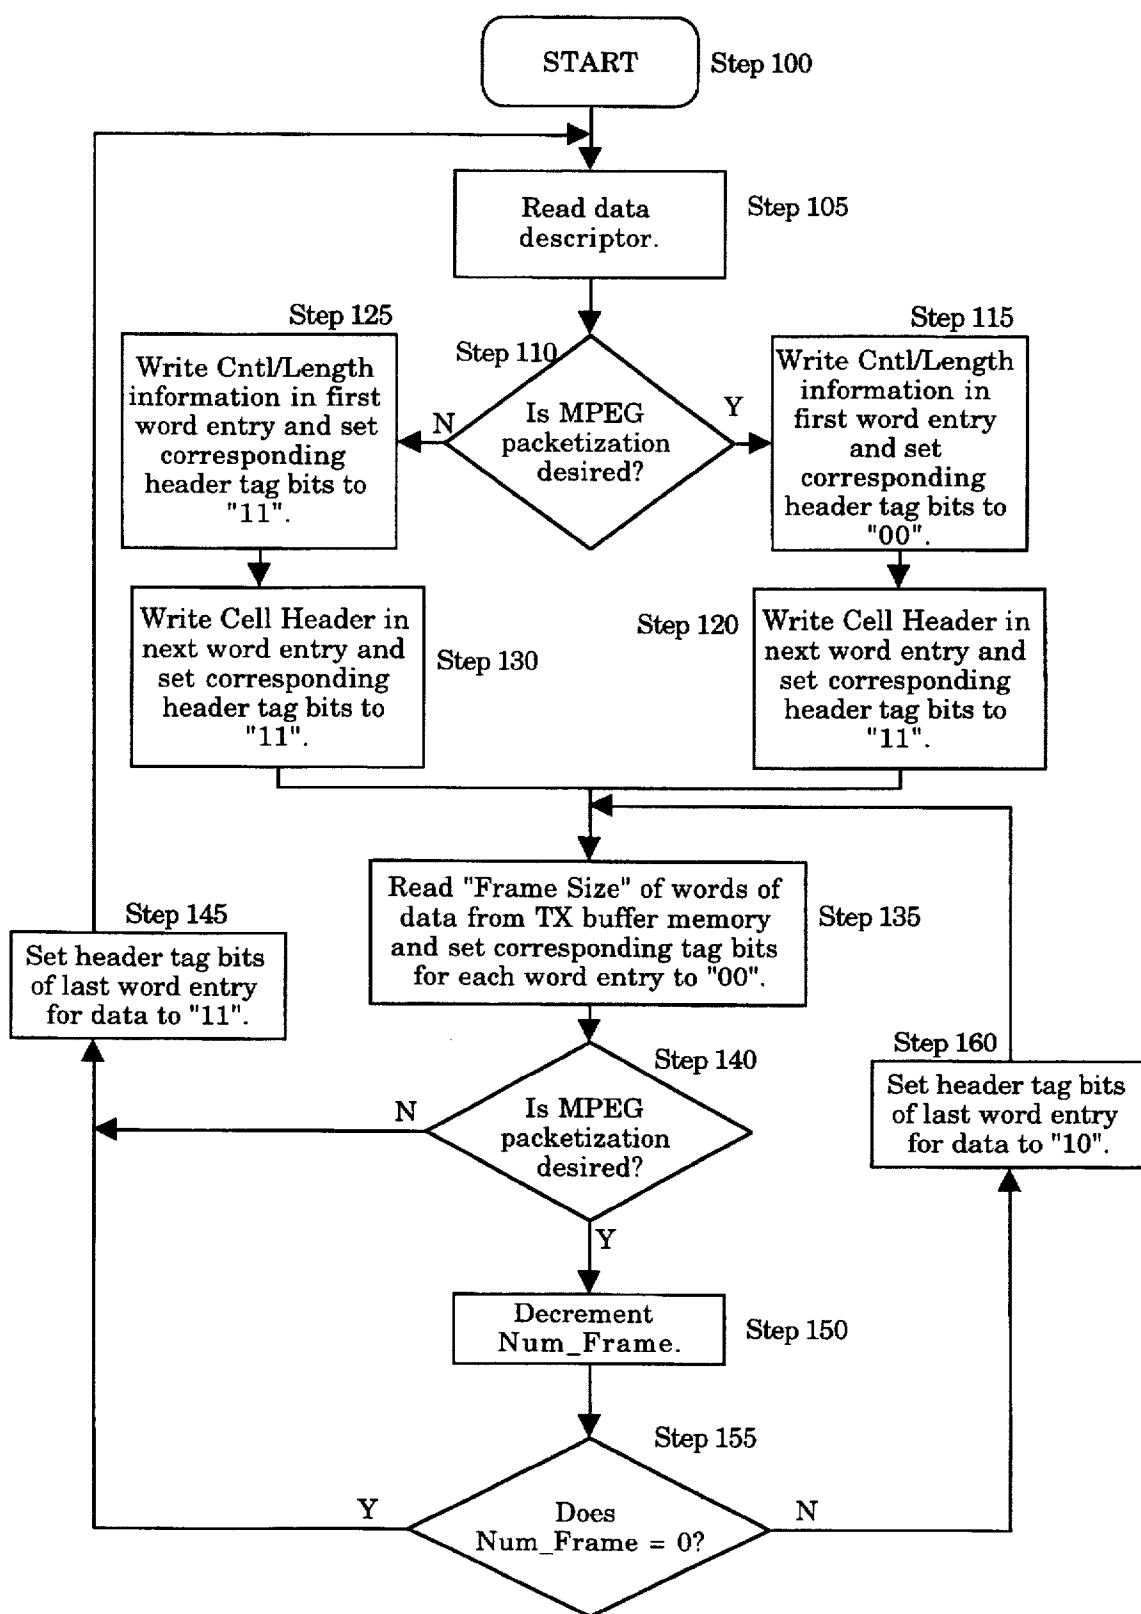 START
Step 100
Read data
descriptor.
Step 105
Step 110
Is MPEG
packetization
desired?
N
Y
Step 125
Write Cntl/Length
information in first
word entry and set
corresponding
header tag bits to
"11".
Step 115
Write Cntl/Length
information in
first word entry
and set
corresponding
header tag bits to
"00".
Write Cell Header in
next word entry and
set corresponding
header tag bits to
"11".
Step 130
Step 120
Write Cell Header in
next word entry and
set corresponding
header tag bits to
"11".
Read "Frame Size" of words of
data from TX buffer memory
and set corresponding tag bits
for each word entry to "00".
Step 135
Step 145
Set header tag bits
of last word entry
for data to "11".
Step 140
Is MPEG
packetization
desired?
N
Y
Step 160
Set header tag bits
of last word entry
for data to "10".
Decrement
Num_Frame.
Step 150
Step 155
Does
Num_Frame = 0?
Y
N